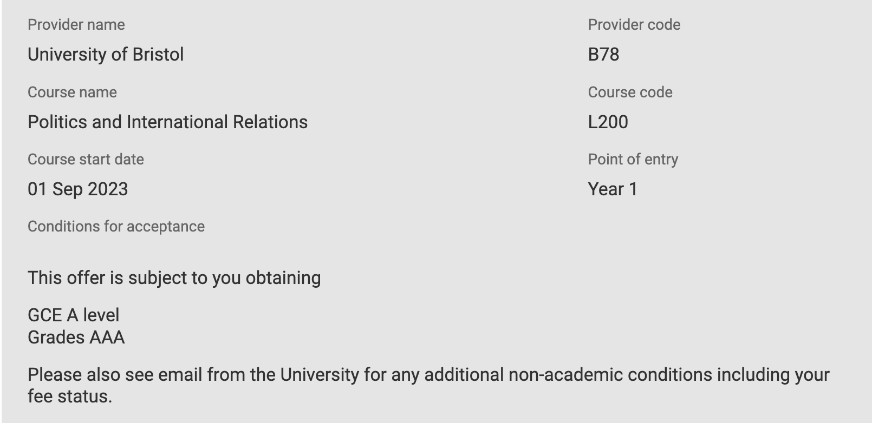 Provider name
Provider code
University of Bristol
B78
Course name
Course code
Politics and International Relations
L200
Course start date
Point of entry
01 Sep 2023
Year 1
Conditions for acceptance
This offer is subject to you obtaining
GCE A level
Grades AAA
Please also see email from the University for any additional non-academic conditions including your
fee status.